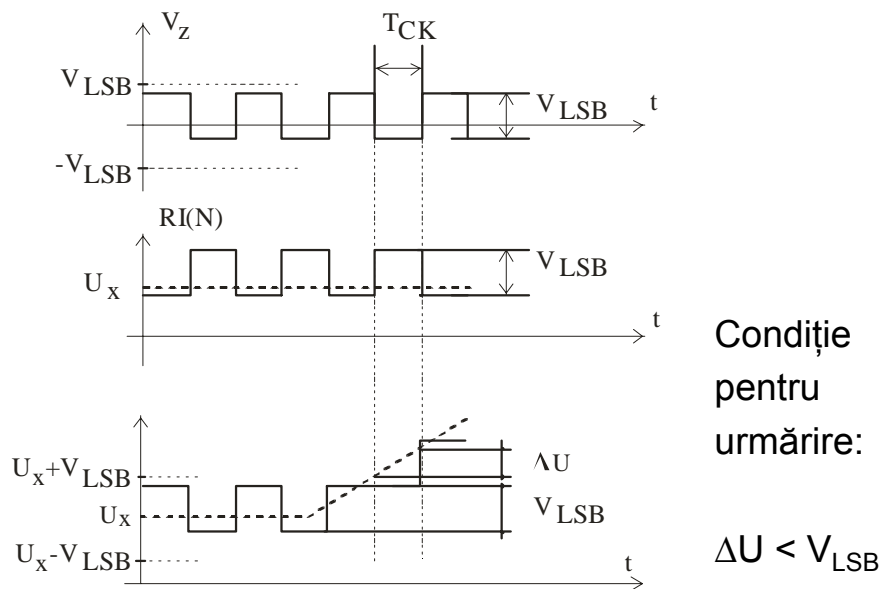 V_z
T_CK
V_LSB
V_LSB
t
-V_LSB
RI(N)
V_LSB
U_x
t
Condiție
pentru
urmărire:
U_x+V_LSB
ΔU
U_x
V_LSB
ΔU < V_LSB
U_x-V_LSB
t